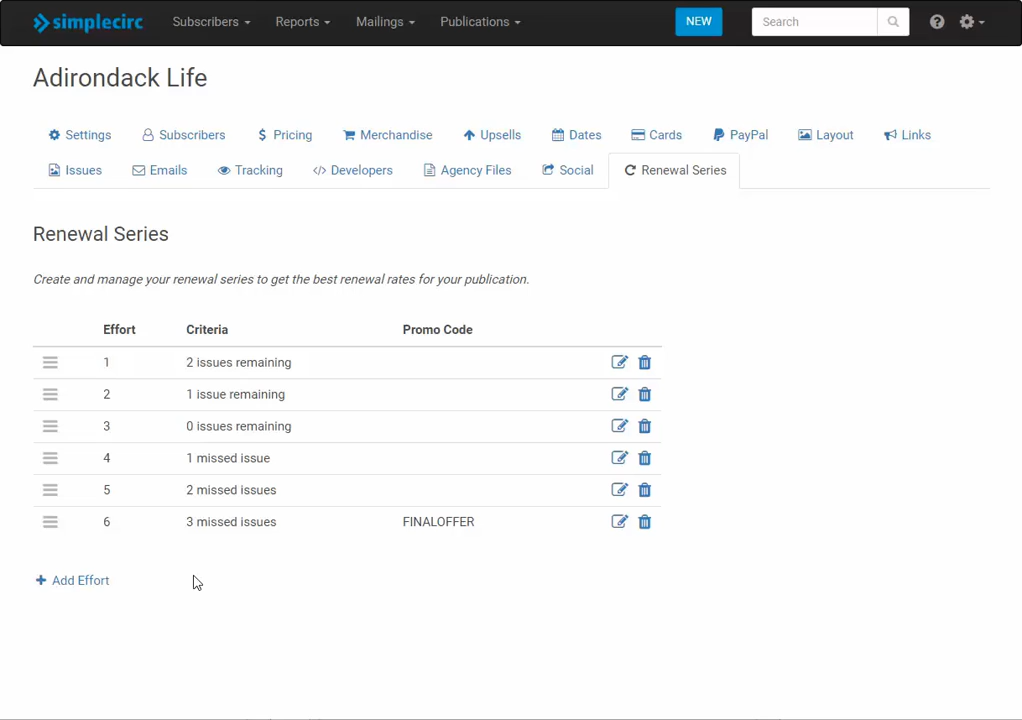 simplecirc Subscribers Reports Mailings Publications NEW Search
Adirondack Life
Settings Subscribers Pricing Merchandise Upsells Dates Cards PayPal Layout Links
Issues Emails Tracking Developers Agency Files Social Renewal Series
Renewal Series
Create and manage your renewal series to get the best renewal rates for your publication.
Effort Criteria Promo Code
1 2 issues remaining
2 1 issue remaining
3 0 issues remaining
4 1 missed issue
5 2 missed issues
6 3 missed issues FINALOFFER
+ Add Effort